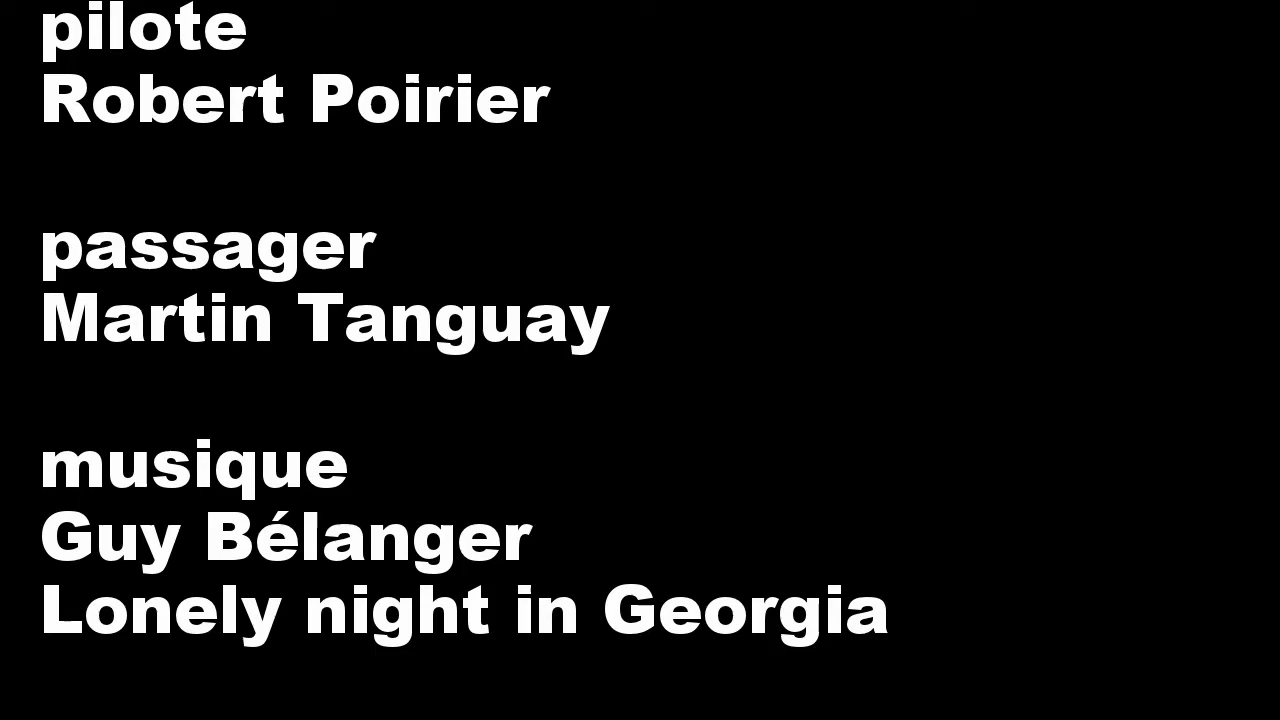 pilote
Robert Poirier
passager
Martin Tanguay
musique
Guy Bélanger
Lonely night in Georgia